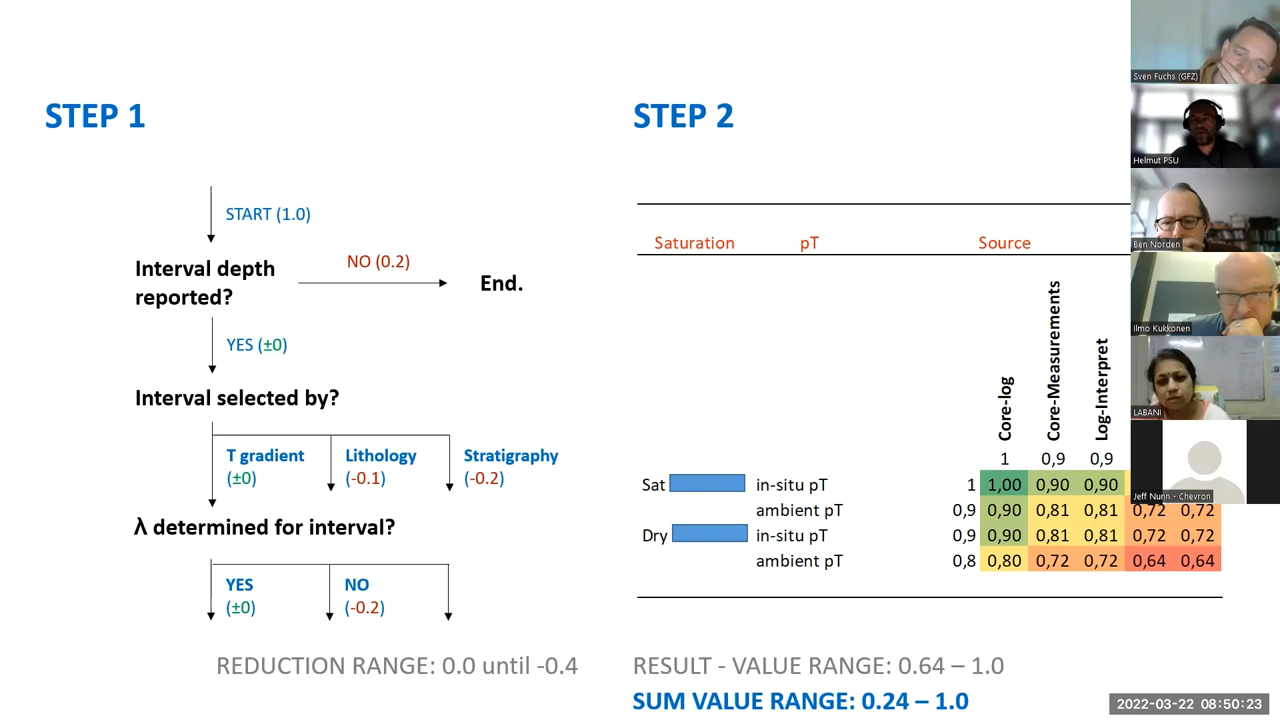 STEP 1
START (1.0)
Interval depth
reported?
NO (0.2)
End.
YES (±0)
Interval selected by?
T gradient
(±0)
Lithology
(-0.1)
Stratigraphy
(-0.2)
λ determined for interval?
YES
(±0)
NO
(-0.2)
REDUCTION RANGE: 0.0 until -0.4
STEP 2
Saturation pT Source
Core-log
Core-Measurements
Log-Interpret
1 0,9 0,9
Sat in-situ pT 1 1,00 0,90 0,90
ambient pT 0,9 0,90 0,81 0,81 0,72 0,72
Dry in-situ pT 0,9 0,90 0,81 0,81 0,72 0,72
ambient pT 0,8 0,80 0,72 0,72 0,64 0,64
RESULT - VALUE RANGE: 0.64 – 1.0
SUM VALUE RANGE: 0.24 – 1.0
Sven Fuchs (GFZ)
Helmut PSU
Ben Norden
Ilmo Kukkonen
LABANI
Jeff Nunn - Chevron
2022-03-22 08:50:23